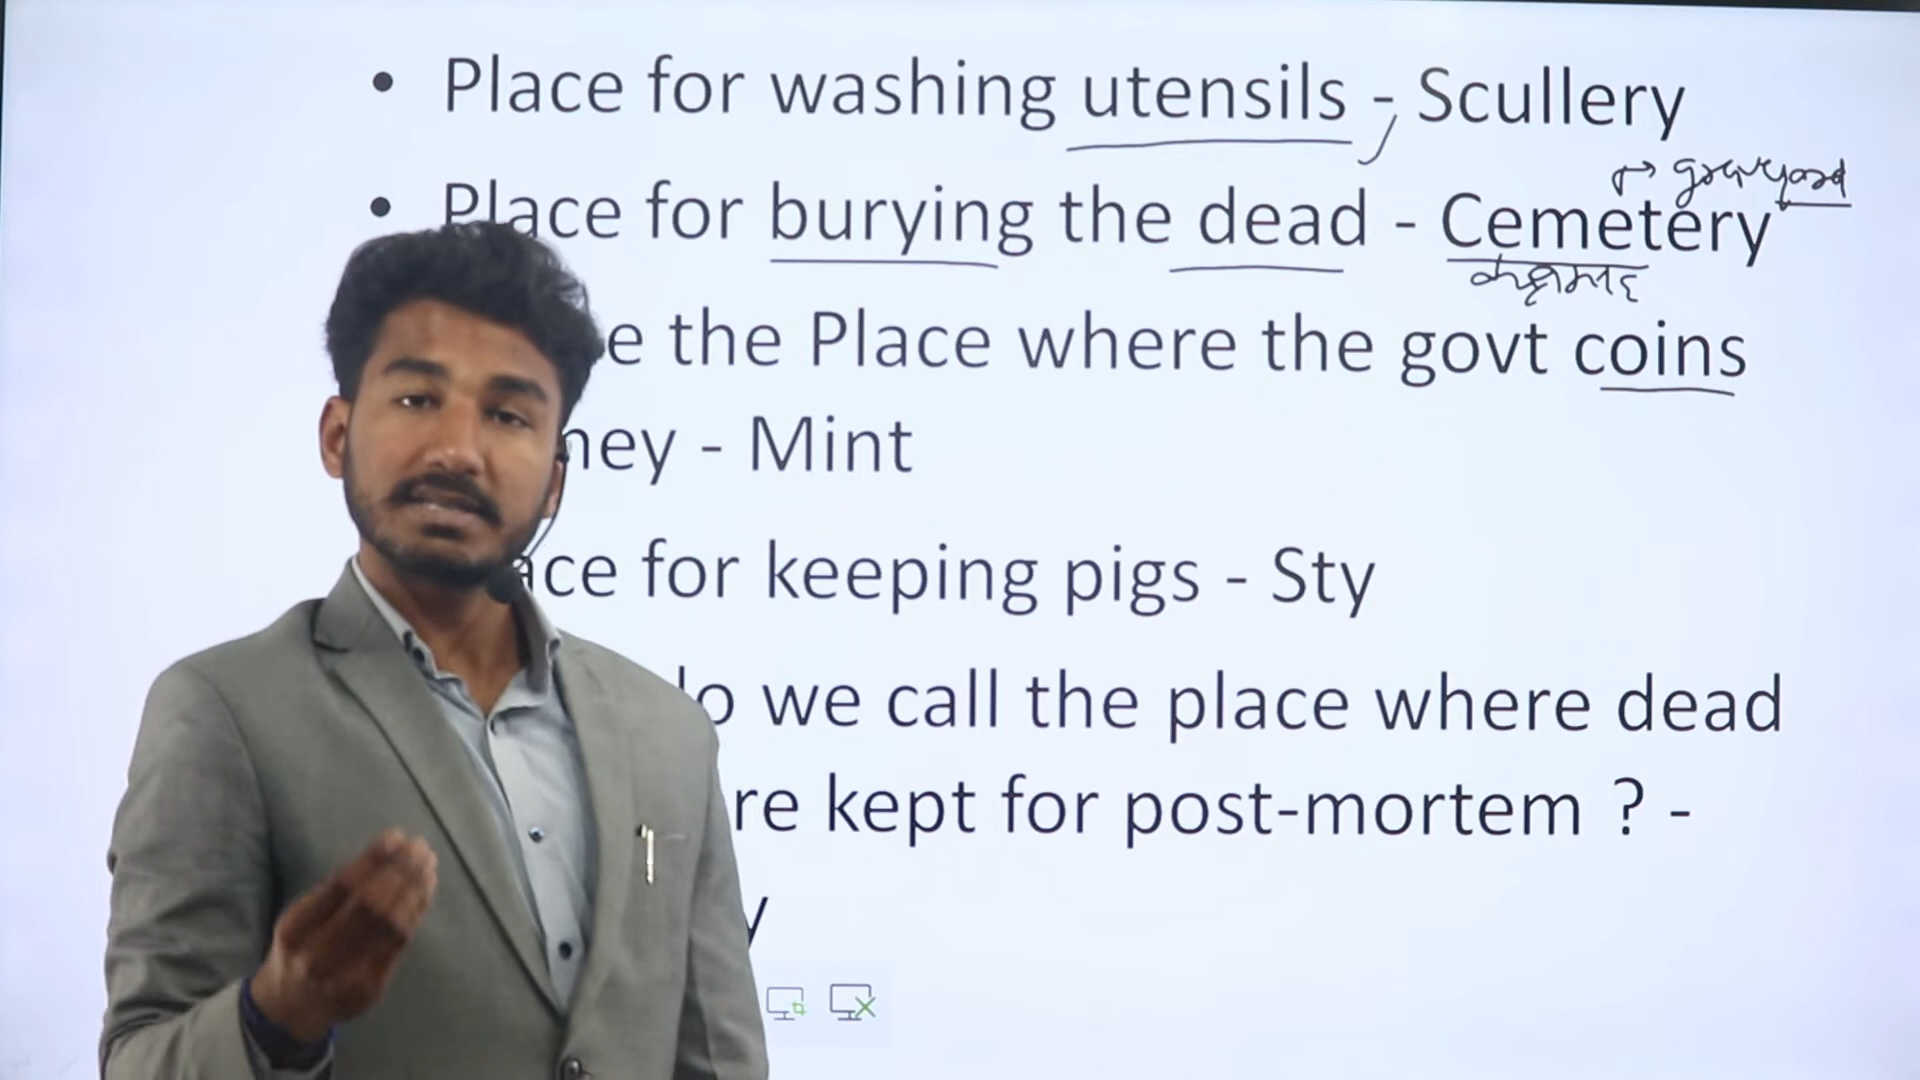 • Place for washing utensils - Scullery
graveyard
• Place for burying the dead - Cemetery
e the Place where the govt coins
ney - Mint
ace for keeping pigs - Sty
do we call the place where dead
re kept for post-mortem ? -
y